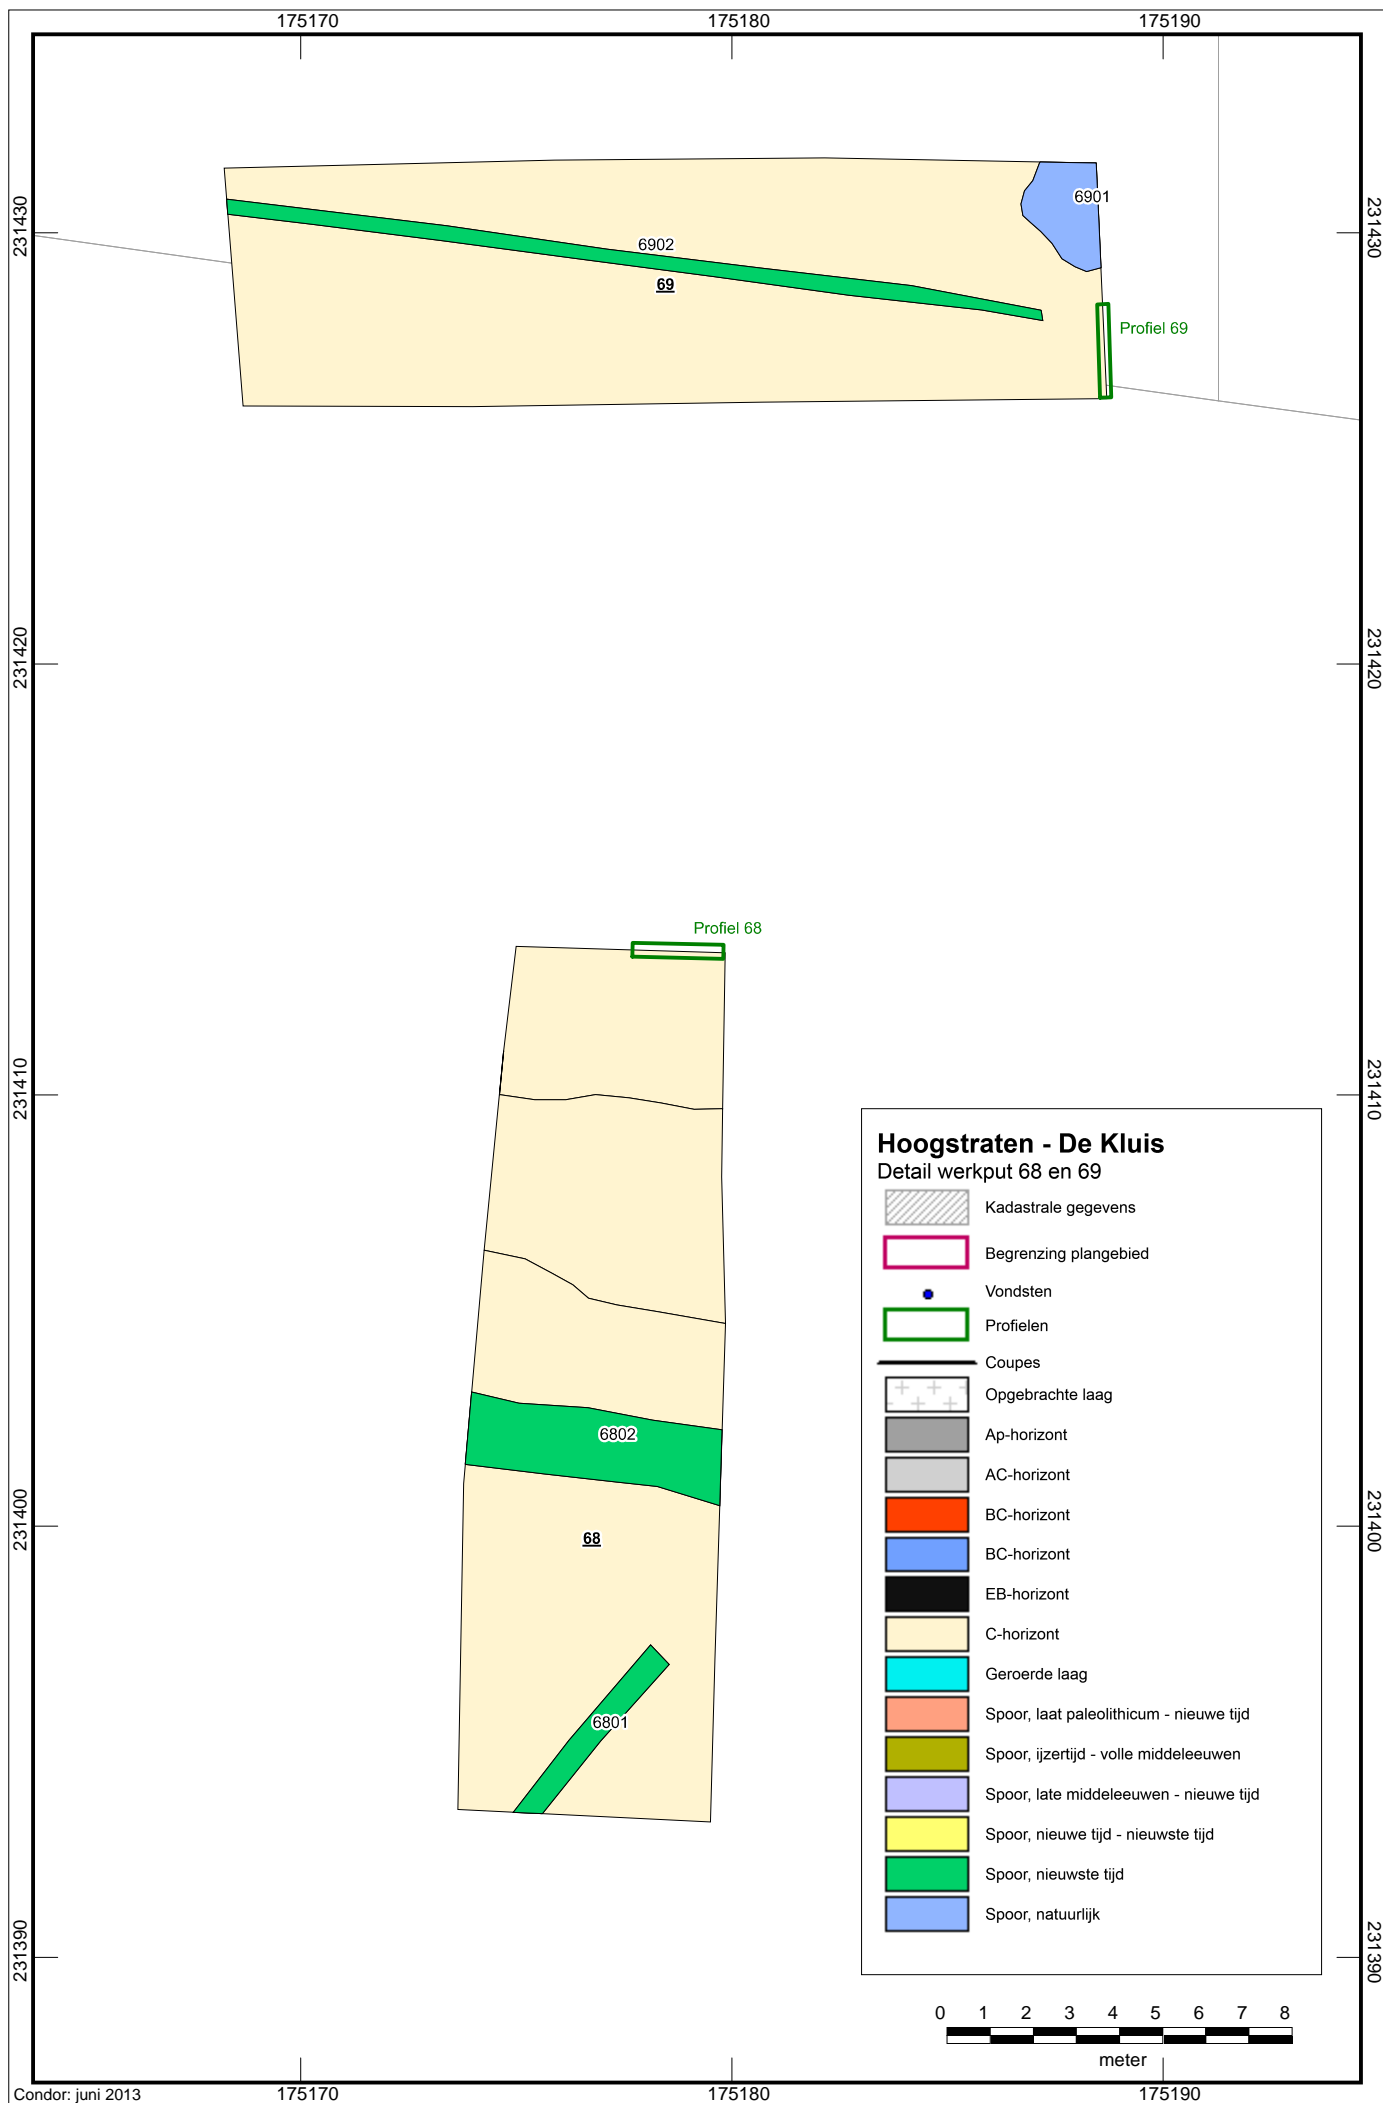 175170
175180
175190
231430
231430
6901
6902
69
Profiel 69
231420
231420
Profiel 68
231410
231410
6802
68
6801
231400
231400
Hoogstraten - De Kluis
Detail werkput 68 en 69
Kadastrale gegevens
Begrenzing plangebied
Vondsten
Profielen
Coupes
Opgebrachte laag
Ap-horizont
AC-horizont
BC-horizont
BC-horizont
EB-horizont
C-horizont
Geroerde laag
Spoor, laat paleolithicum - nieuwe tijd
Spoor, ijzertijd - volle middeleeuwen
Spoor, late middeleeuwen - nieuwe tijd
Spoor, nieuwe tijd - nieuwste tijd
Spoor, nieuwste tijd
Spoor, natuurlijk
231390
231390
0 1 2 3 4 5 6 7 8
meter
Condor: juni 2013
175170
175180
175190